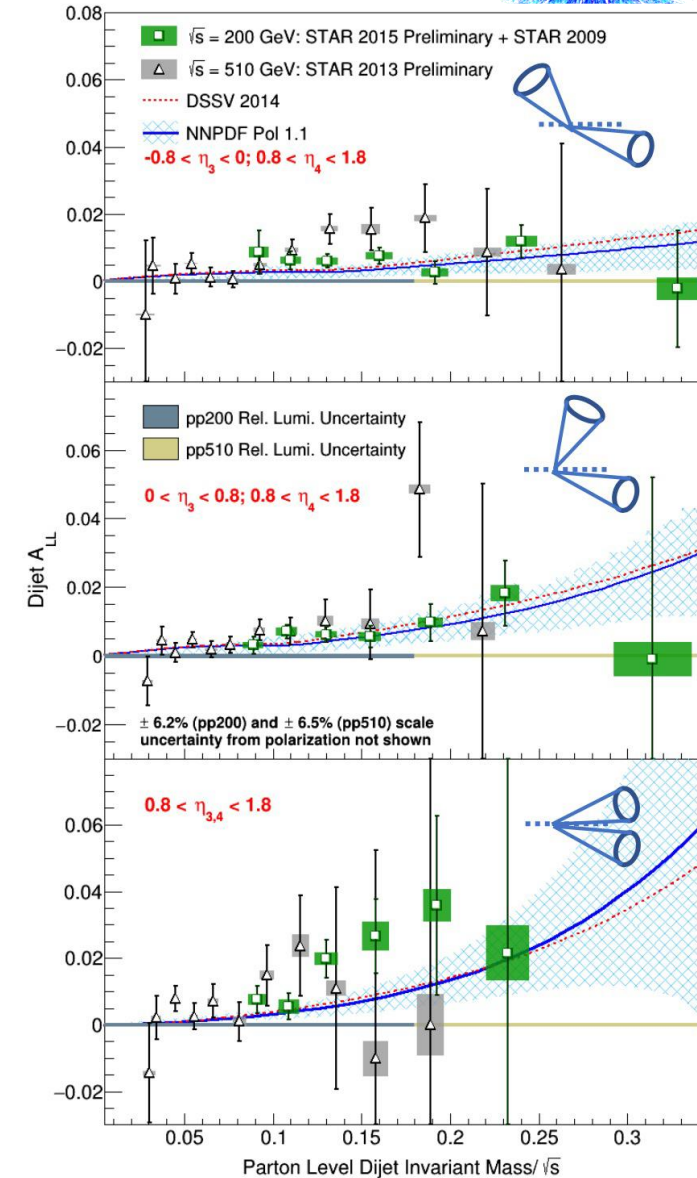 0.08
√s = 200 GeV: STAR 2015 Preliminary + STAR 2009
√s = 510 GeV: STAR 2013 Preliminary
0.06
DSSV 2014
NNPDF Pol 1.1
-0.8 < η₃ < 0; 0.8 < η₄ < 1.8
0.04
0.02
0
−0.02
pp200 Rel. Lumi. Uncertainty
pp510 Rel. Lumi. Uncertainty
0.06
0 < η₃ < 0.8; 0.8 < η₄ < 1.8
0.04
Dijet A_LL
0.02
0
−0.02
± 6.2% (pp200) and ± 6.5% (pp510) scale
uncertainty from polarization not shown
0.8 < η₃,₄ < 1.8
0.06
0.04
0.02
0
−0.02
0.05 0.1 0.15 0.2 0.25 0.3
Parton Level Dijet Invariant Mass/ √s